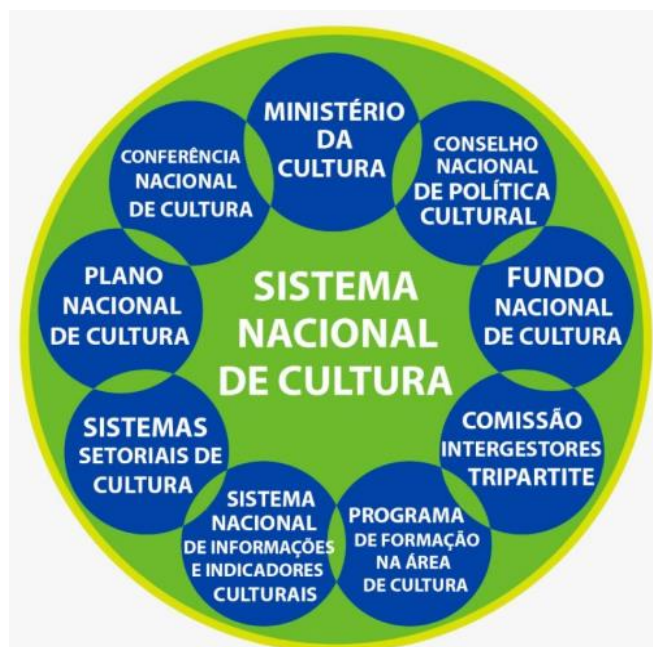 MINISTÉRIO
DA
CULTURA
CONSELHO
NACIONAL
DE POLÍTICA
CULTURAL
FUNDO
NACIONAL
DE CULTURA
COMISSÃO
INTERGESTORES
TRIPARTITE
PROGRAMA
DE FORMAÇÃO
NA ÁREA
DE CULTURA
SISTEMA
NACIONAL
DE INFORMAÇÕES
E INDICADORES
CULTURAIS
SISTEMAS
SETORIAIS DE
CULTURA
PLANO
NACIONAL
DE CULTURA
CONFERÊNCIA
NACIONAL
DE CULTURA
SISTEMA
NACIONAL
DE CULTURA